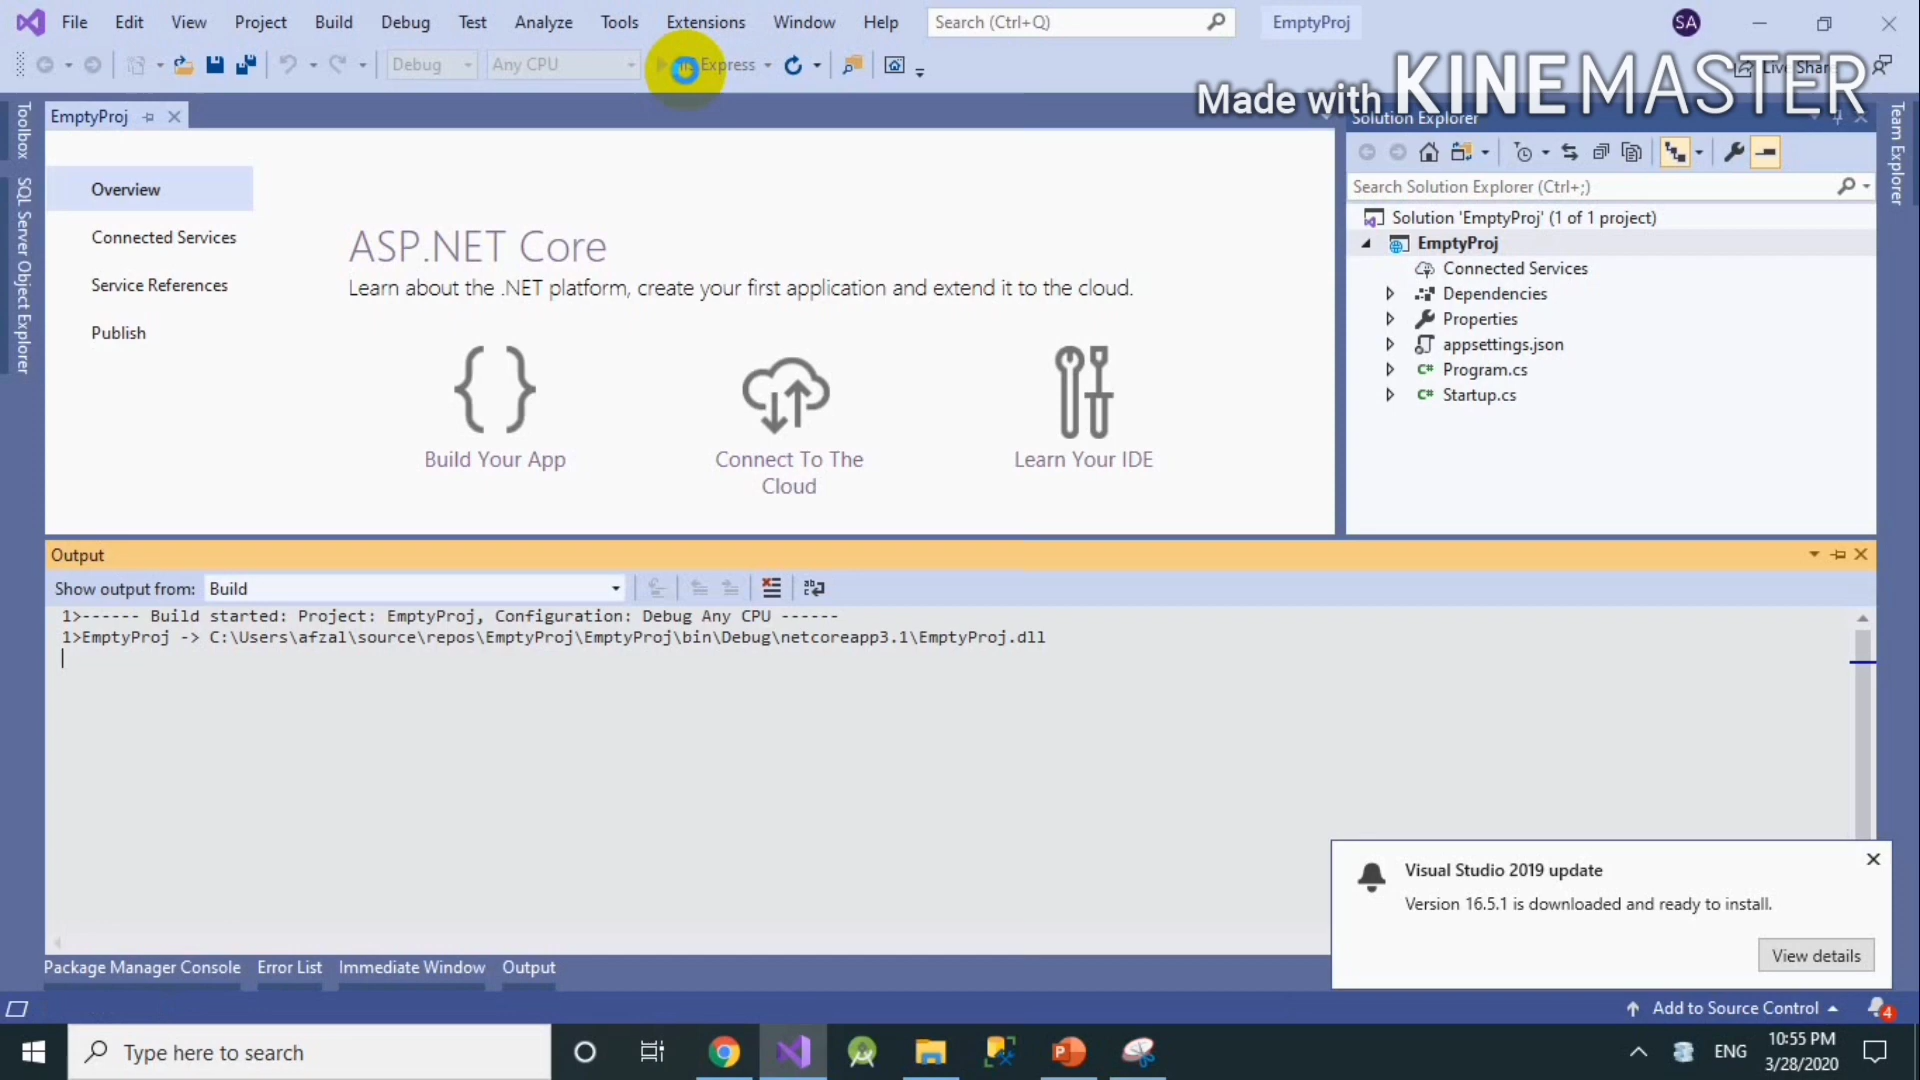 File Edit View Project Build Debug Test Analyze Tools Extensions Window Help Search (Ctrl+Q) EmptyProj SA
Debug Any CPU Express Live Share
Made with KINEMASTER
Toolbox
SQL Server Object Explorer
EmptyProj
Overview
Connected Services
Service References
Publish
ASP.NET Core
Learn about the .NET platform, create your first application and extend it to the cloud.
Build Your App
Connect To The
Cloud
Learn Your IDE
Solution Explorer
Search Solution Explorer (Ctrl+;)
Solution 'EmptyProj' (1 of 1 project)
EmptyProj
Connected Services
Dependencies
Properties
appsettings.json
C# Program.cs
C# Startup.cs
Team Explorer
Output
Show output from: Build
1>------ Build started: Project: EmptyProj, Configuration: Debug Any CPU ------
1>EmptyProj -> C:\Users\afzal\source\repos\EmptyProj\EmptyProj\bin\Debug\netcoreapp3.1\EmptyProj.dll
Visual Studio 2019 update
Version 16.5.1 is downloaded and ready to install.
View details
Package Manager Console Error List Immediate Window Output
Add to Source Control 4
Type here to search
ENG
10:55 PM
3/28/2020